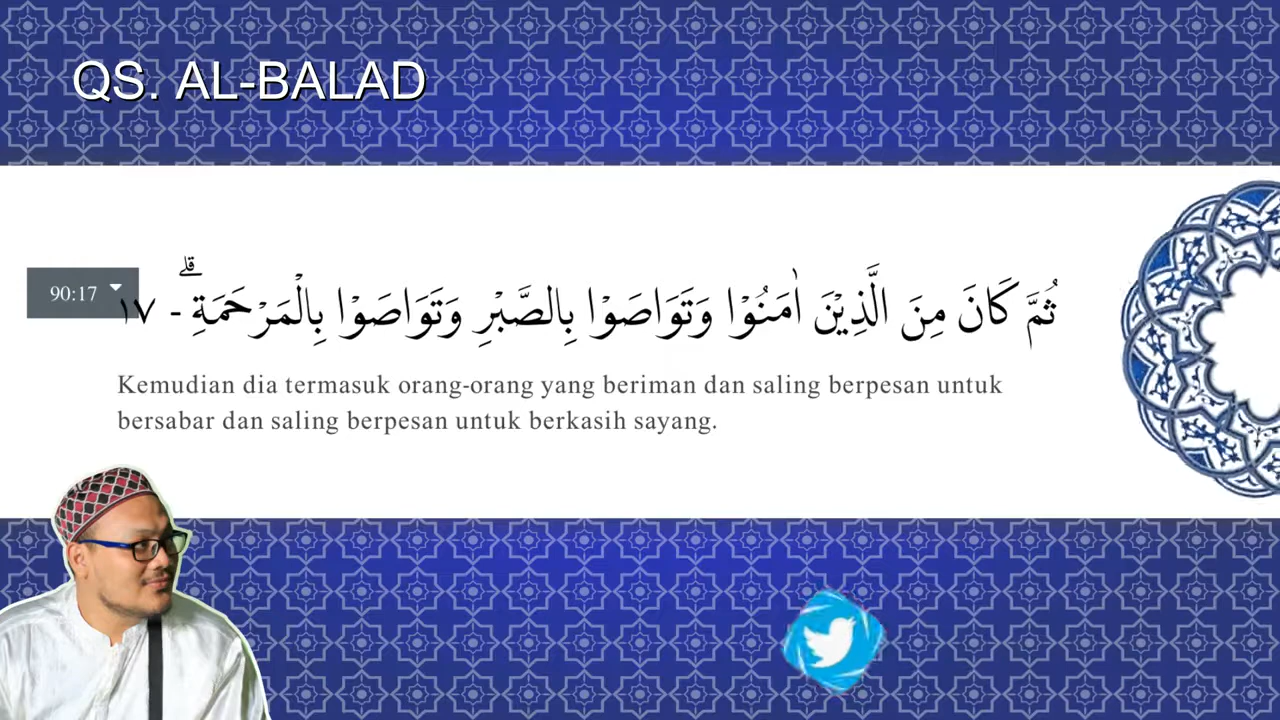 QS. AL-BALAD
90:17
ثُمَّ كَانَ مِنَ الَّذِيْنَ اٰمَنُوْا وَتَوَاصَوْا بِالصَّبْرِ وَتَوَاصَوْا بِالْمَرْحَمَةِۗ - ١٧
Kemudian dia termasuk orang-orang yang beriman dan saling berpesan untuk
bersabar dan saling berpesan untuk berkasih sayang.